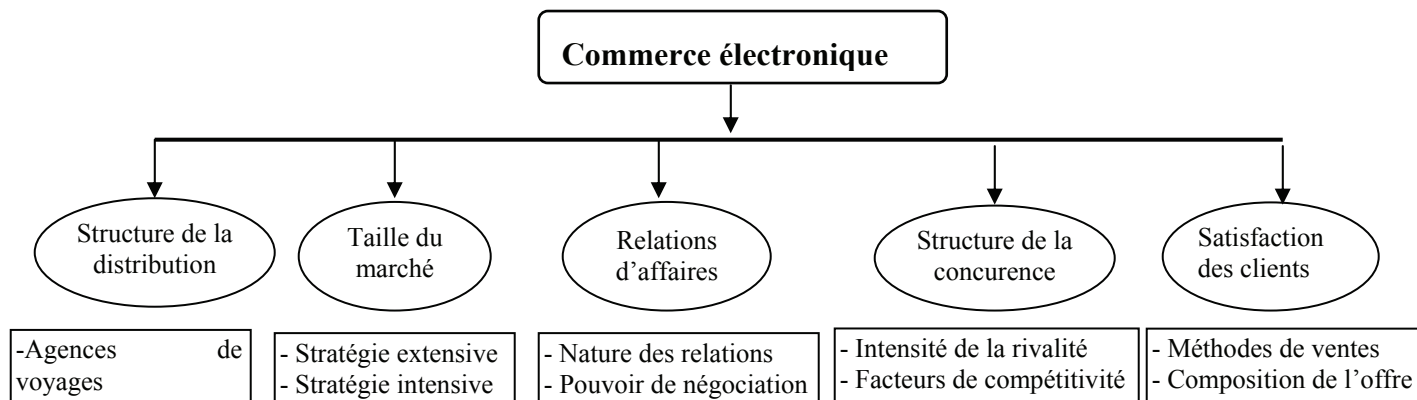 Commerce électronique
Structure de la
distribution
Taille du
marché
Relations
d’affaires
Structure de la
concurence
Satisfaction
des clients
-Agences de
voyages
- Stratégie extensive
- Stratégie intensive
- Nature des relations
- Pouvoir de négociation
- Intensité de la rivalité
- Facteurs de compétitivité
- Méthodes de ventes
- Composition de l’offre